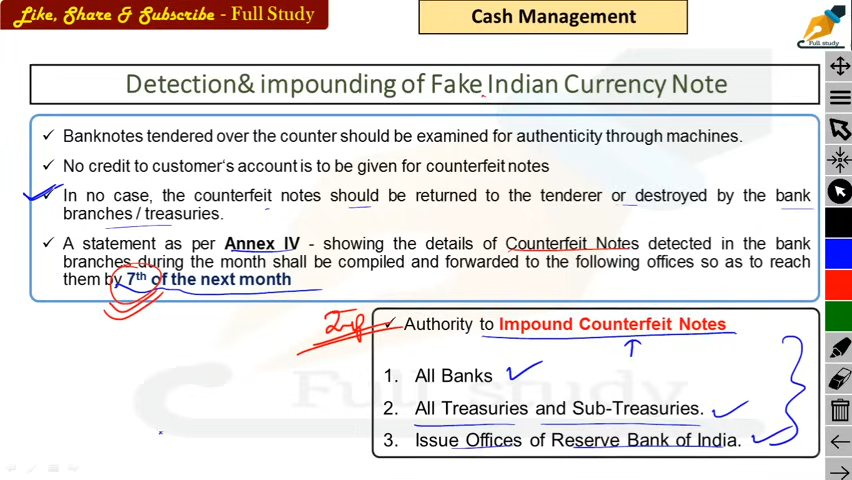 Like, Share & Subscribe - Full Study
Cash Management
Full study
Detection& impounding of Fake Indian Currency Note
✓ Banknotes tendered over the counter should be examined for authenticity through machines.
✓ No credit to customer's account is to be given for counterfeit notes
✓ In no case, the counterfeit notes should be returned to the tenderer or destroyed by the bank
branches / treasuries.
✓ A statement as per Annex IV - showing the details of Counterfeit Notes detected in the bank
branches during the month shall be compiled and forwarded to the following offices so as to reach
them by 7th of the next month
Imp
✓ Authority to Impound Counterfeit Notes
1. All Banks
2. All Treasuries and Sub-Treasuries.
3. Issue Offices of Reserve Bank of India.
Full study